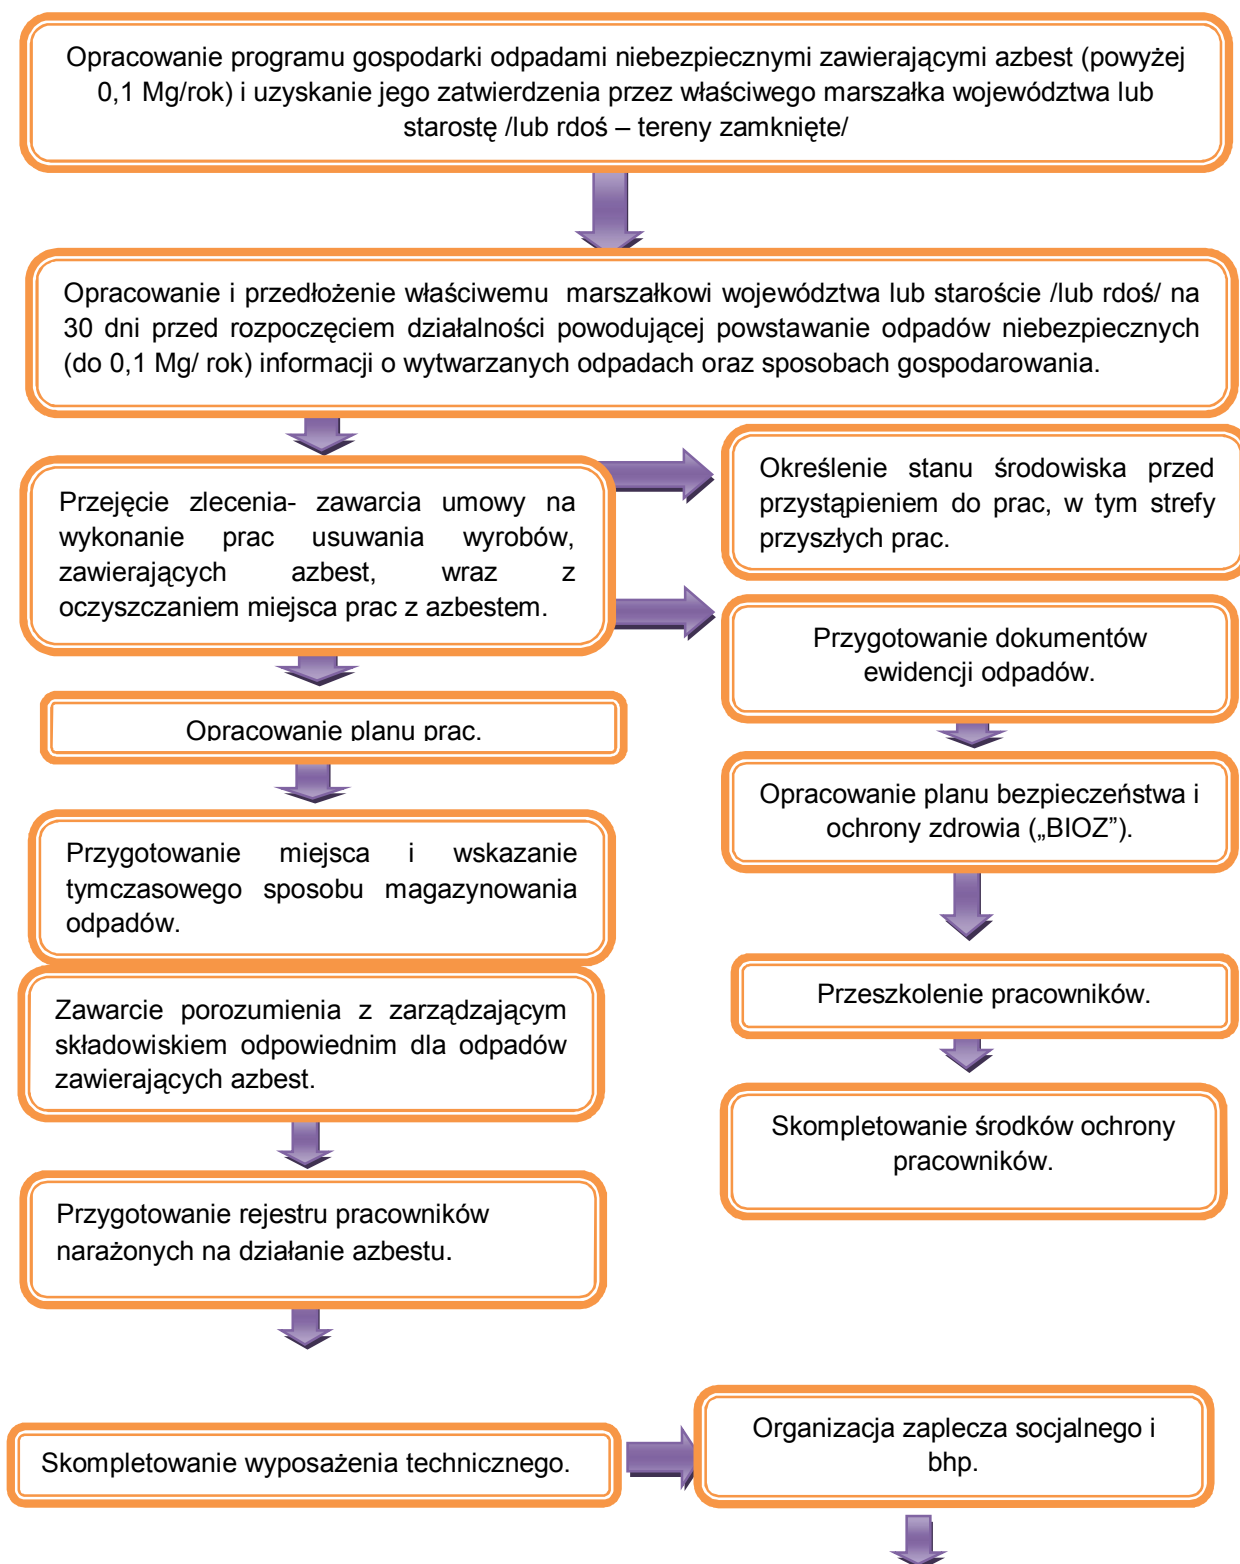 Opracowanie programu gospodarki odpadami niebezpiecznymi zawierającymi azbest (powyżej
0,1 Mg/rok) i uzyskanie jego zatwierdzenia przez właściwego marszałka województwa lub
starostę /lub rdoś – tereny zamknięte/
Opracowanie i przedłożenie właściwemu marszałkowi województwa lub staroście /lub rdoś/ na
30 dni przed rozpoczęciem działalności powodującej powstawanie odpadów niebezpiecznych
(do 0,1 Mg/ rok) informacji o wytwarzanych odpadach oraz sposobach gospodarowania.
Przejęcie zlecenia- zawarcia umowy na
wykonanie prac usuwania wyrobów,
zawierających azbest, wraz z
oczyszczaniem miejsca prac z azbestem.
Określenie stanu środowiska przed
przystąpieniem do prac, w tym strefy
przyszłych prac.
Przygotowanie dokumentów
ewidencji odpadów.
Opracowanie planu prac.
Opracowanie planu bezpieczeństwa i
ochrony zdrowia („BIOZ”).
Przygotowanie miejsca i wskazanie
tymczasowego sposobu magazynowania
odpadów.
Przeszkolenie pracowników.
Zawarcie porozumienia z zarządzającym
składowiskiem odpowiednim dla odpadów
zawierających azbest.
Skompletowanie środków ochrony
pracowników.
Przygotowanie rejestru pracowników
narażonych na działanie azbestu.
Skompletowanie wyposażenia technicznego.
Organizacja zaplecza socjalnego i
bhp.